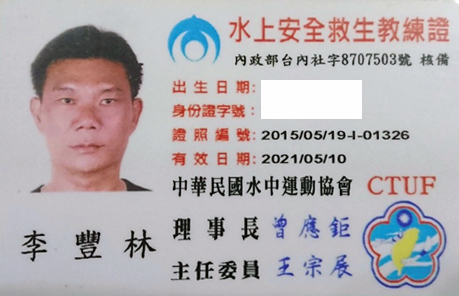 水上安全救生教練證
內政部台內社字8707503號 核備
出生日期:
身份證字號:
證照編號: 2015/05/19-I-01326
有效日期: 2021/05/10
中華民國水中運動協會 CTUF
理事長 曾應鉅
主任委員 王宗展
李豐林